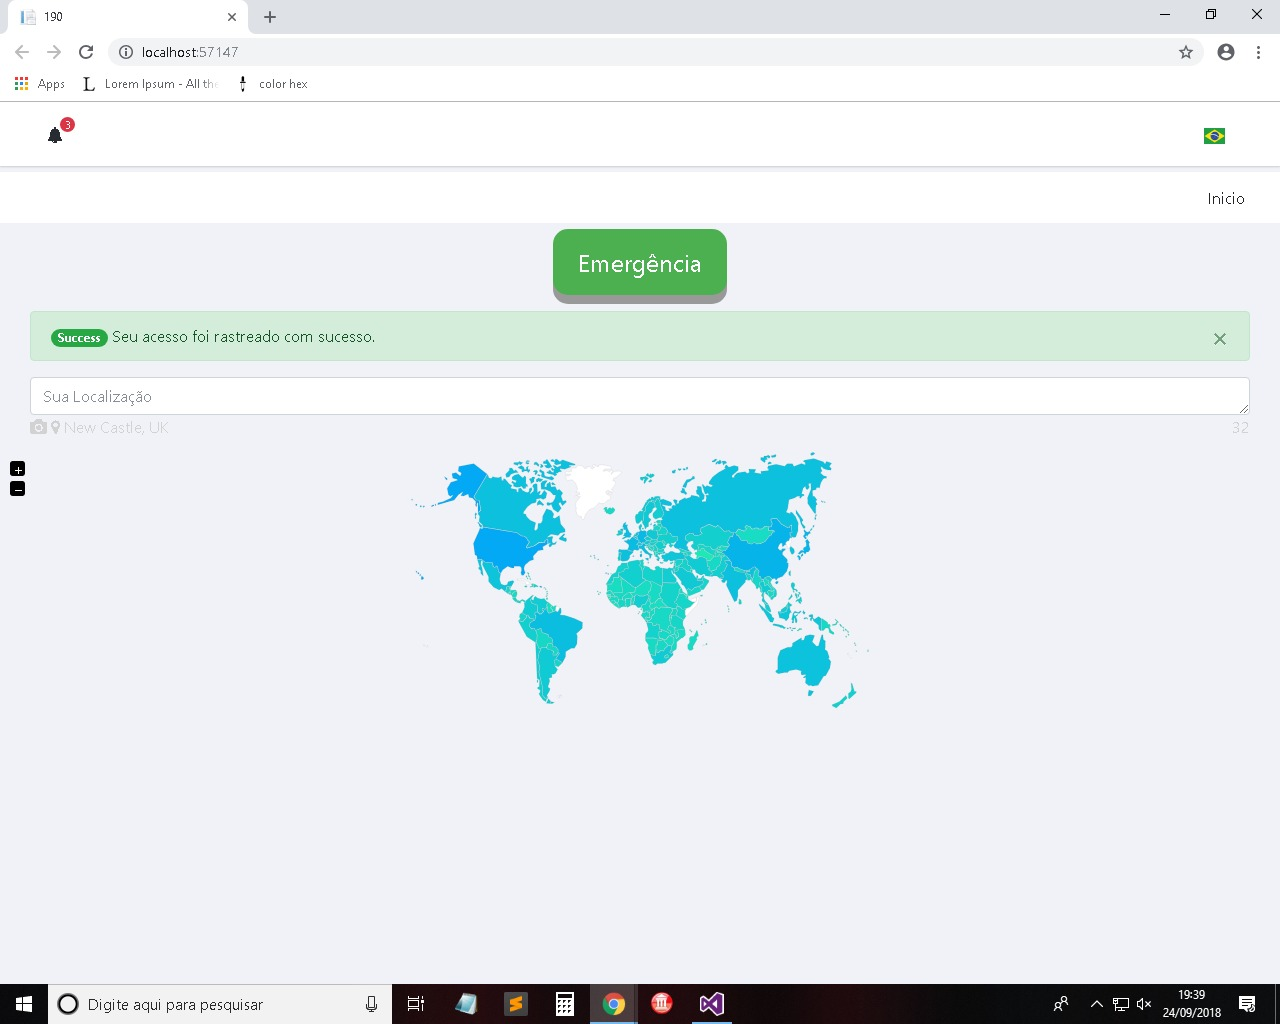 190
localhost:57147
Apps
Lorem Ipsum - All the
color hex
3
Inicio
Emergência
Success Seu acesso foi rastreado com sucesso.
Sua Localização
New Castle, UK
32
+
−
Digite aqui para pesquisar
19:39
24/09/2018